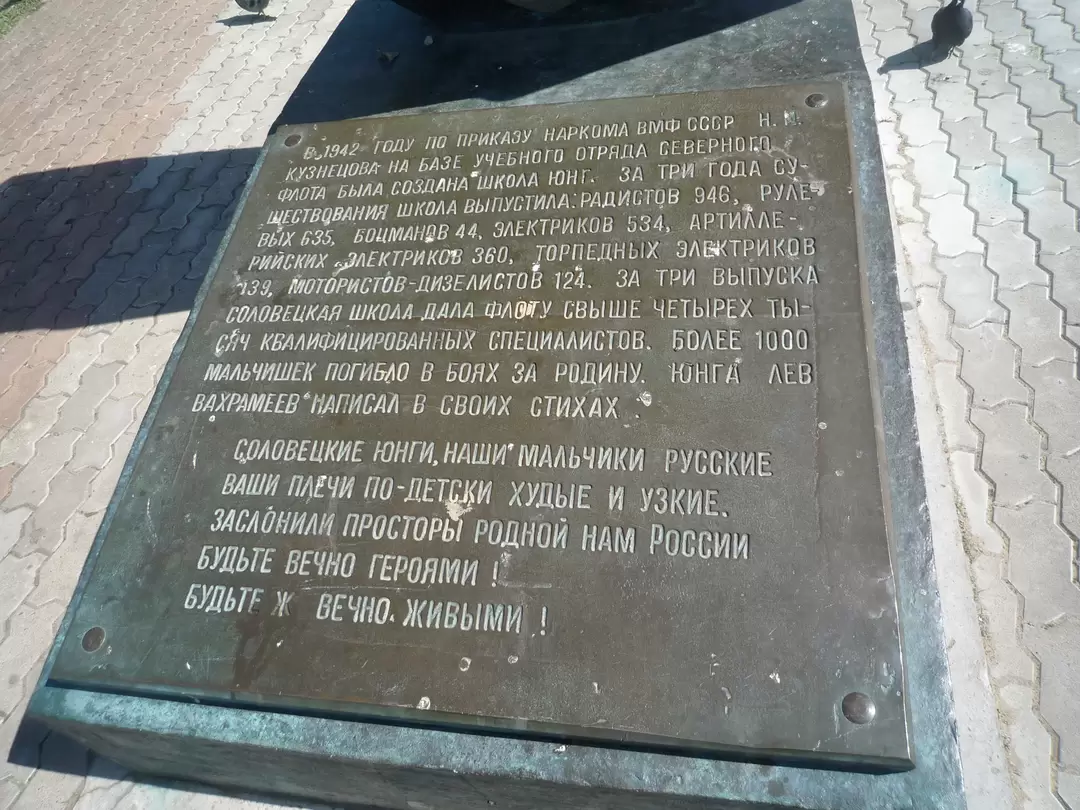 В 1942 ГОДУ ПО ПРИКАЗУ НАРКОМА ВМФ СССР Н.
КУЗНЕЦОВА НА БАЗЕ УЧЕБНОГО ОТРЯДА СЕВЕРНОГО
ФЛОТА БЫЛА СОЗДАНА ШКОЛА ЮНГ. ЗА ТРИ ГОДА СУ-
ЩЕСТВОВАНИЯ ШКОЛА ВЫПУСТИЛА: РАДИСТОВ 946, РУЛЕ-
ВЫХ 635, БОЦМАНОВ 44, ЭЛЕКТРИКОВ 534, АРТИЛЛЕ-
РИЙСКИХ ЭЛЕКТРИКОВ 360, ТОРПЕДНЫХ ЭЛЕКТРИКОВ
139, МОТОРИСТОВ-ДИЗЕЛИСТОВ 124. ЗА ТРИ ВЫПУСКА
СОЛОВЕЦКАЯ ШКОЛА ДАЛА ФЛОТУ СВЫШЕ ЧЕТЫРЕХ ТЫ-
СЯЧ КВАЛИФИЦИРОВАННЫХ СПЕЦИАЛИСТОВ. БОЛЕЕ 1000
МАЛЬЧИШЕК ПОГИБЛО В БОЯХ ЗА РОДИНУ. ЮНГА ЛЕВ
ВАХРАМЕЕВ НАПИСАЛ В СВОИХ СТИХАХ :
СОЛОВЕЦКИЕ ЮНГИ, НАШИ МАЛЬЧИКИ РУССКИЕ
ВАШИ ПЛЕЧИ ПО-ДЕТСКИ ХУДЫЕ И УЗКИЕ.
ЗАСЛОНИЛИ ПРОСТОРЫ РОДНОЙ НАМ РОССИИ
БУДЬТЕ ВЕЧНО ГЕРОЯМИ !
БУДЬТЕ Ж ВЕЧНО ЖИВЫМИ !